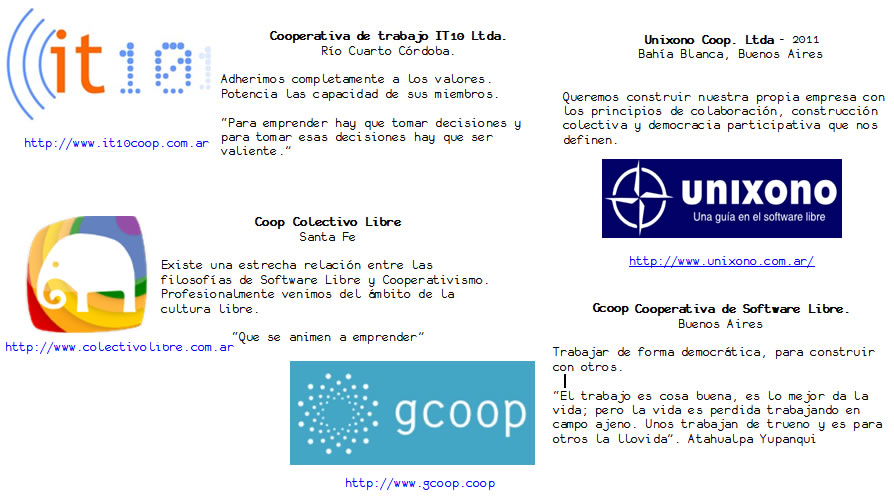 it 10
Cooperativa de trabajo IT10 Ltda.
Río Cuarto Córdoba.
Adherimos completamente a los valores.
Potencia las capacidad de sus miembros.
“Para emprender hay que tomar decisiones y
para tomar esas decisiones hay que ser
valiente.”
http://www.it10coop.com.ar
Unixono Coop. Ltda - 2011
Bahía Blanca, Buenos Aires
Queremos construir nuestra propia empresa con
los principios de colaboración, construcción
colectiva y democracia participativa que nos
definen.
unixono
Una guía en el software libre
http://www.unixono.com.ar/
Coop Colectivo Libre
Santa Fe
Existe una estrecha relación entre las
filosofías de Software Libre y Cooperativismo.
Profesionalmente venimos del ámbito de la
cultura libre.
“Que se animen a emprender”
http://www.colectivolibre.com.ar
Gcoop Cooperativa de Software Libre.
Buenos Aires
Trabajar de forma democrática, para construir
con otros.
“El trabajo es cosa buena, es lo mejor da la
vida; pero la vida es perdida trabajando en
campo ajeno. Unos trabajan de trueno y es para
otros la llovida”. Atahualpa Yupanqui
gcoop
http://www.gcoop.coop